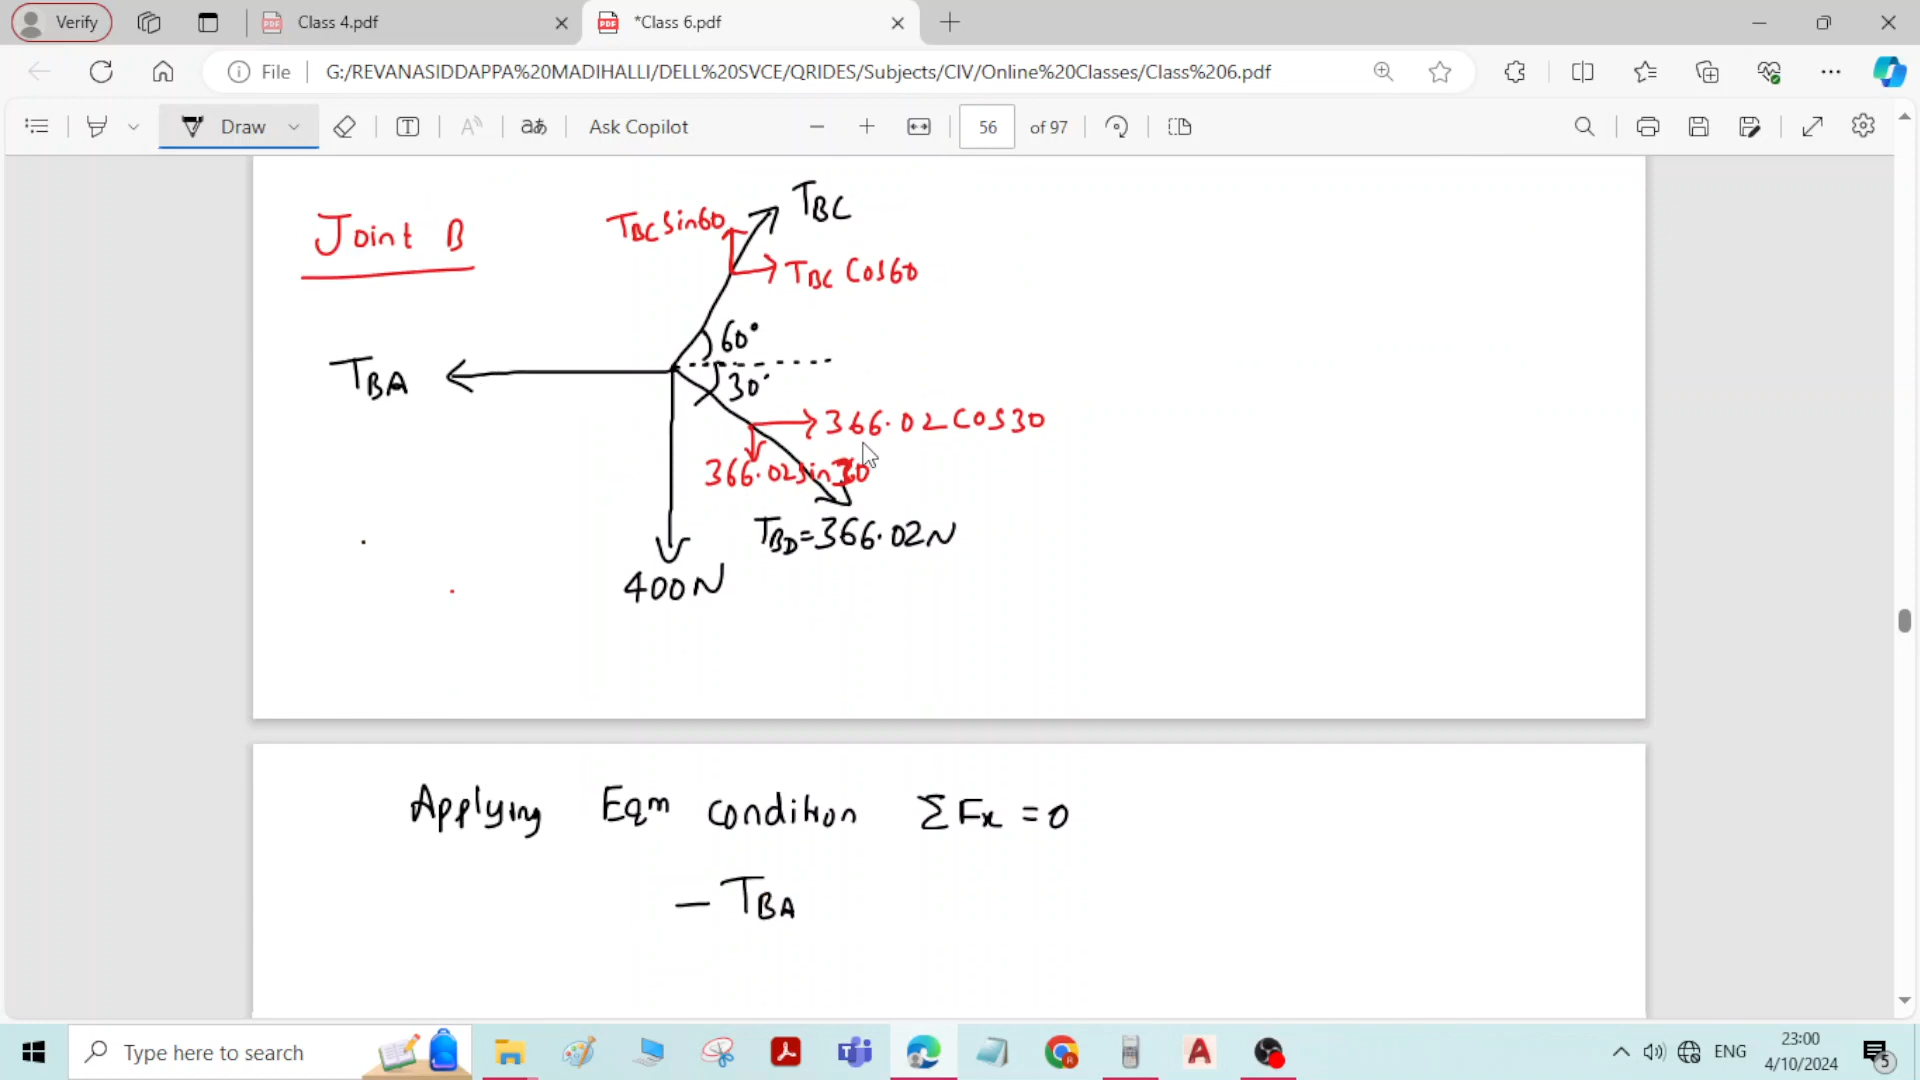 Verify
Class 4.pdf
*Class 6.pdf
File
G:/REVANASIDDAPPA%20MADIHALLI/DELL%20SVCE/QRIDES/Subjects/CIV/Online%20Classes/Class%206.pdf
Draw
Ask Copilot
56 of 97
Joint B
TBC sin60
TBC
TBC Cos60
60°
TBA
30°
366.02 Cos30
366.02 sin30
TBD = 366.02N
400N
Applying Eqm condition ΣFx = 0
- TBA
Type here to search
ENG
23:00
4/10/2024
5